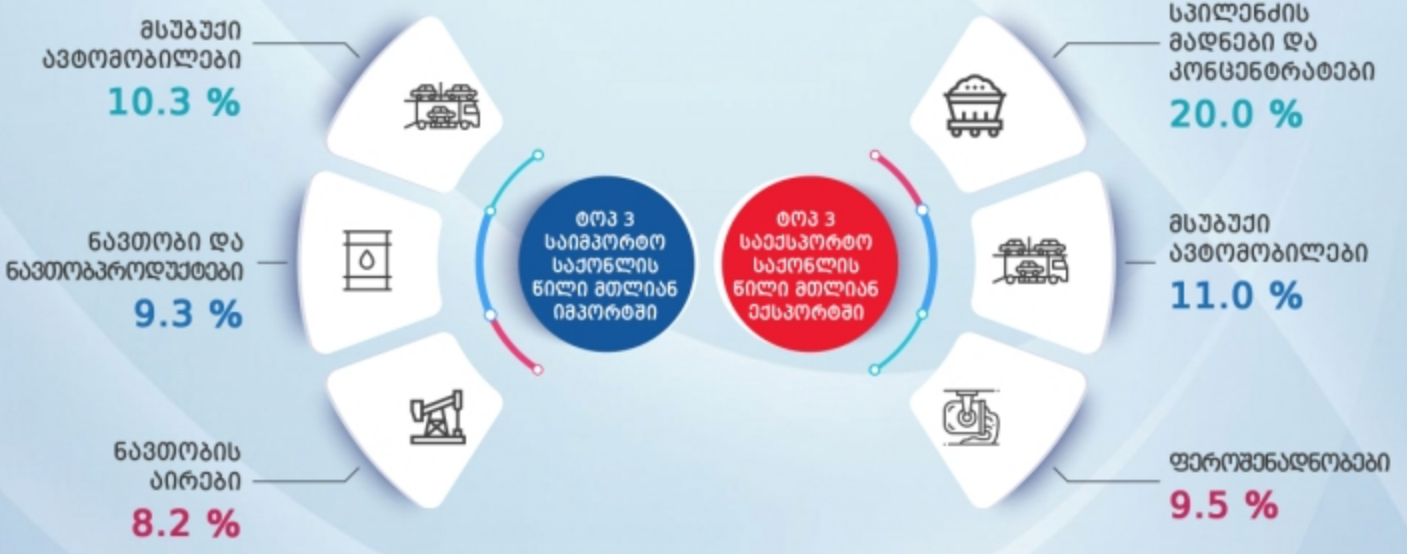 მსუბუქი
ავტომობილები
10.3 %
ნავთობი და
ნავთობპროდუქტები
9.3 %
ნავთობის
აირები
8.2 %
ტოპ 3
საიმპორტო
საქონლის
წილი მთლიან
იმპორტში
ტოპ 3
საექსპორტო
საქონლის
წილი მთლიან
ექსპორტში
სპილენძის
მადნები და
კონცენტრატები
20.0 %
მსუბუქი
ავტომობილები
11.0 %
ფეროშენადნობები
9.5 %